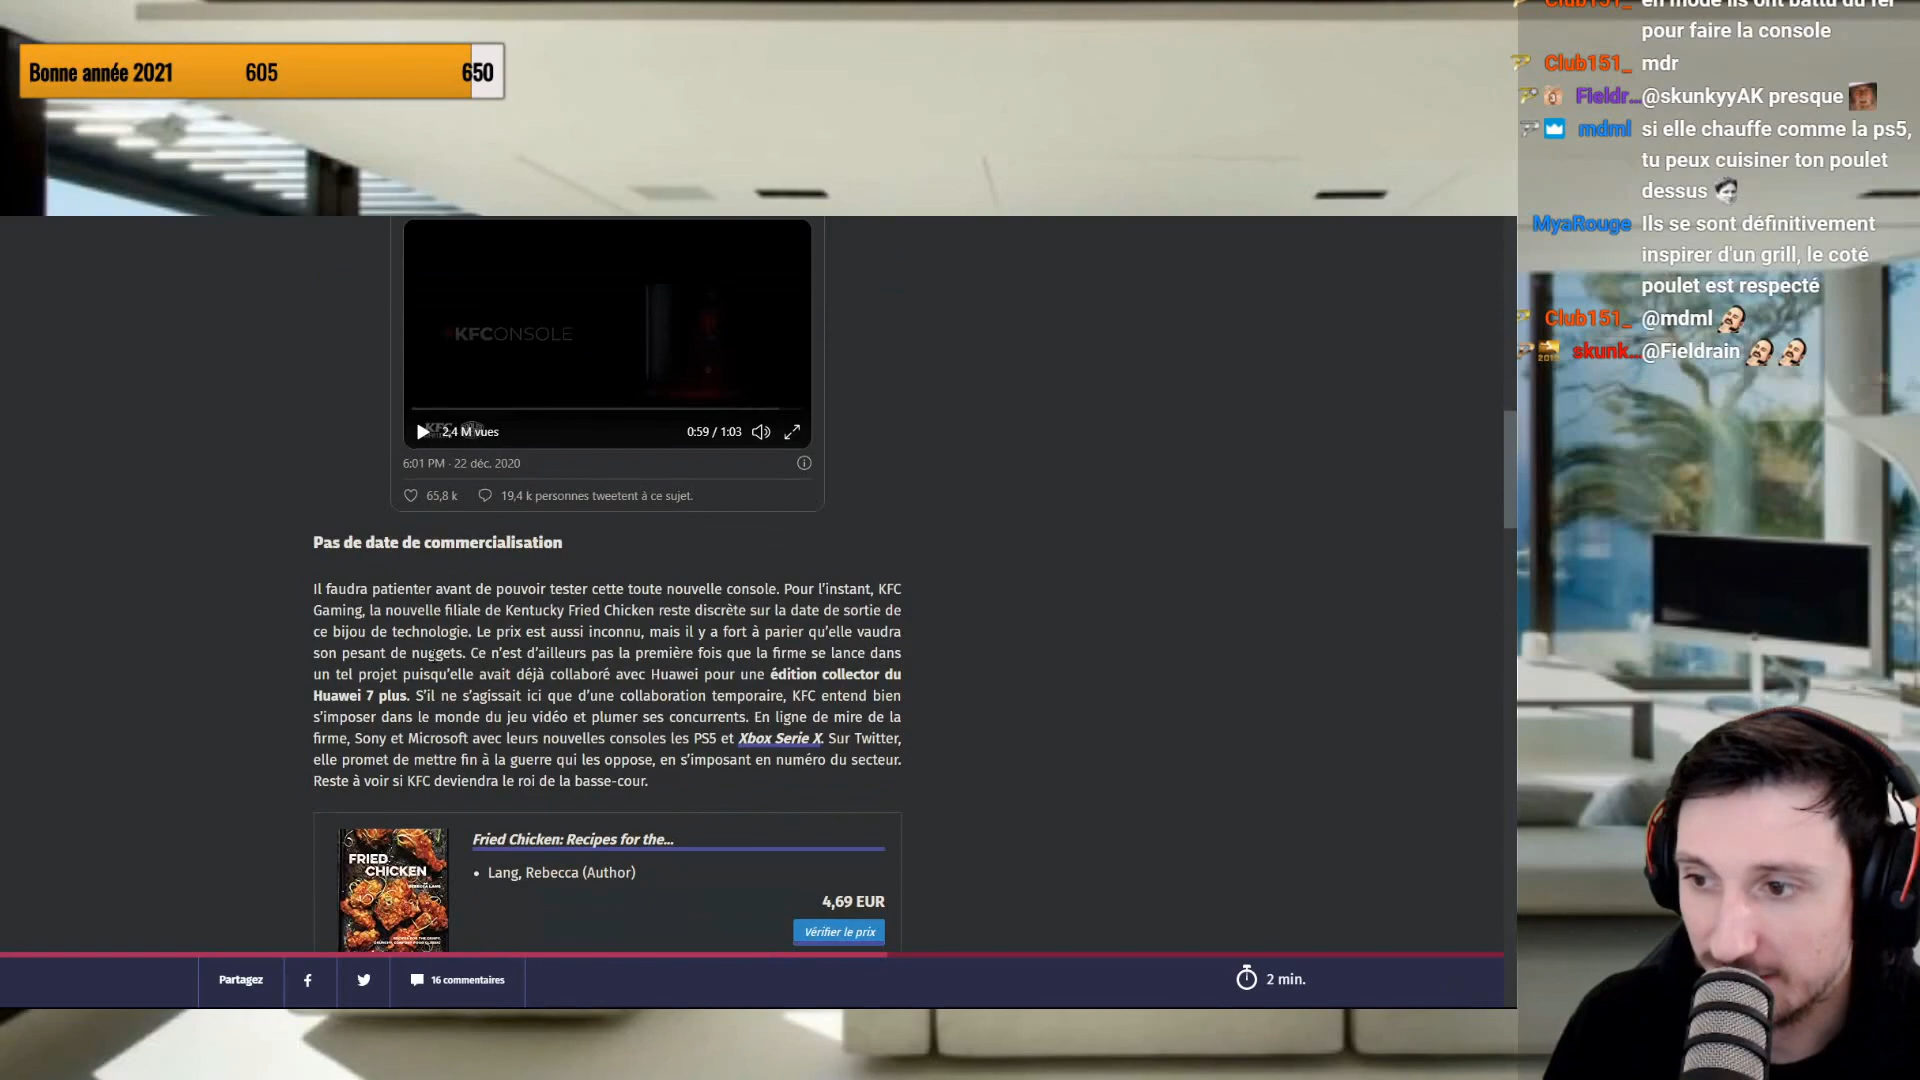 Bonne année 2021 605 650
KFCONSOLE
2,4 M vues
0:59 / 1:03
6:01 PM · 22 déc. 2020
65,8 k
19,4 k personnes tweetent à ce sujet.
Pas de date de commercialisation
Il faudra patienter avant de pouvoir tester cette toute nouvelle console. Pour l’instant, KFC
Gaming, la nouvelle filiale de Kentucky Fried Chicken reste discrète sur la date de sortie de
ce bijou de technologie. Le prix est aussi inconnu, mais il y a fort à parier qu’elle vaudra
son pesant de nuggets. Ce n’est d’ailleurs pas la première fois que la firme se lance dans
un tel projet puisqu’elle avait déjà collaboré avec Huawei pour une édition collector du
Huawei 7 plus. S’il ne s’agissait ici que d’une collaboration temporaire, KFC entend bien
s’imposer dans le monde du jeu vidéo et plumer ses concurrents. En ligne de mire de la
firme, Sony et Microsoft avec leurs nouvelles consoles les PS5 et Xbox Serie X. Sur Twitter,
elle promet de mettre fin à la guerre qui les oppose, en s’imposant en numéro du secteur.
Reste à voir si KFC deviendra le roi de la basse-cour.
FRIED
CHICKEN
Fried Chicken: Recipes for the...
• Lang, Rebecca (Author)
4,69 EUR
Vérifier le prix
Partagez
16 commentaires
2 min.
Club151_ en mode ils ont battu du fer
pour faire la console
Club151_ mdr
Fieldr... @skunkyyAK presque
mdml si elle chauffe comme la ps5,
tu peux cuisiner ton poulet
dessus
MyaRouge Ils se sont définitivement
inspirer d'un grill, le coté
poulet est respecté
Club151_ @mdml
skunk... @Fieldrain